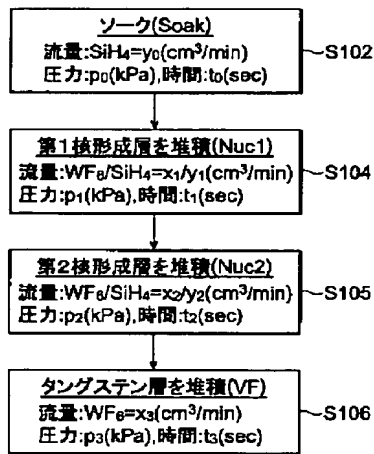 ソーク(Soak)
流量:SiH₄=y₀(cm³/min)
圧力:p₀(kPa),時間:t₀(sec)
S102
第1検形成層を堆積(Nuc1)
流量:WF₆/SiH₄=x₁/y₁(cm³/min)
圧力:p₁(kPa),時間:t₁(sec)
S104
第2検形成層を堆積(Nuc2)
流量:WF₆/SiH₄=x₂/y₂(cm³/min)
圧力:p₂(kPa),時間:t₂(sec)
S105
タングステン層を堆積(VF)
流量:WF₆=x₃(cm³/min)
圧力:p₃(kPa),時間:t₃(sec)
S106